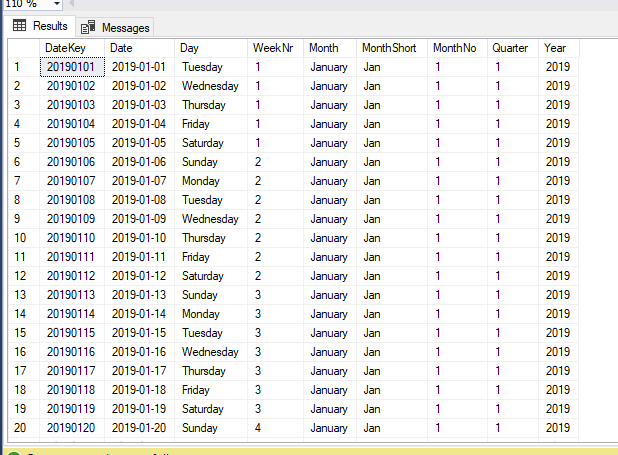 110 %
Results Messages
DateKey Date Day WeekNr Month MonthShort MonthNo Quarter Year
1 20190101 2019-01-01 Tuesday 1 January Jan 1 1 2019
2 20190102 2019-01-02 Wednesday 1 January Jan 1 1 2019
3 20190103 2019-01-03 Thursday 1 January Jan 1 1 2019
4 20190104 2019-01-04 Friday 1 January Jan 1 1 2019
5 20190105 2019-01-05 Saturday 1 January Jan 1 1 2019
6 20190106 2019-01-06 Sunday 2 January Jan 1 1 2019
7 20190107 2019-01-07 Monday 2 January Jan 1 1 2019
8 20190108 2019-01-08 Tuesday 2 January Jan 1 1 2019
9 20190109 2019-01-09 Wednesday 2 January Jan 1 1 2019
10 20190110 2019-01-10 Thursday 2 January Jan 1 1 2019
11 20190111 2019-01-11 Friday 2 January Jan 1 1 2019
12 20190112 2019-01-12 Saturday 2 January Jan 1 1 2019
13 20190113 2019-01-13 Sunday 3 January Jan 1 1 2019
14 20190114 2019-01-14 Monday 3 January Jan 1 1 2019
15 20190115 2019-01-15 Tuesday 3 January Jan 1 1 2019
16 20190116 2019-01-16 Wednesday 3 January Jan 1 1 2019
17 20190117 2019-01-17 Thursday 3 January Jan 1 1 2019
18 20190118 2019-01-18 Friday 3 January Jan 1 1 2019
19 20190119 2019-01-19 Saturday 3 January Jan 1 1 2019
20 20190120 2019-01-20 Sunday 4 January Jan 1 1 2019